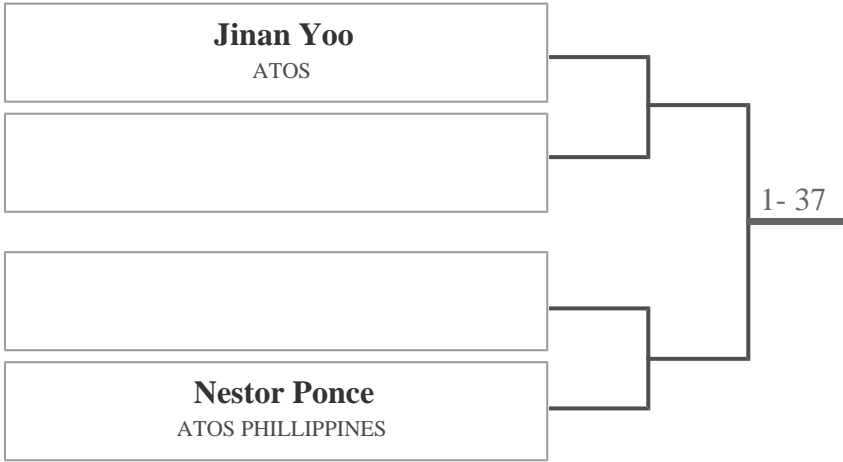 Jinan Yoo
ATOS
1- 37
Nestor Ponce
ATOS PHILLIPPINES